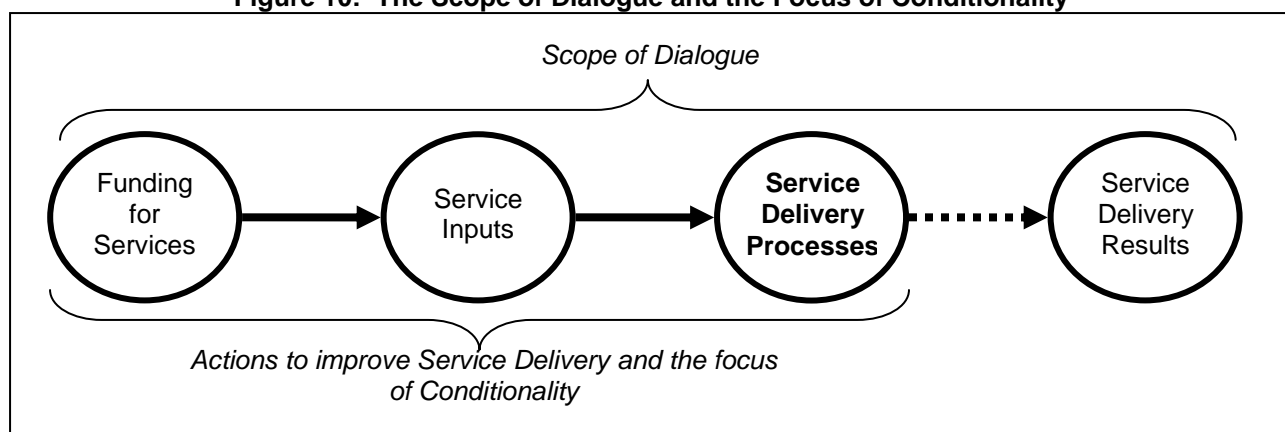 Figure 10: The Scope of Dialogue and the Focus of Conditionality
Scope of Dialogue
Funding
for
Services
Service
Inputs
Service
Delivery
Processes
Service
Delivery
Results
Actions to improve Service Delivery and the focus
of Conditionality